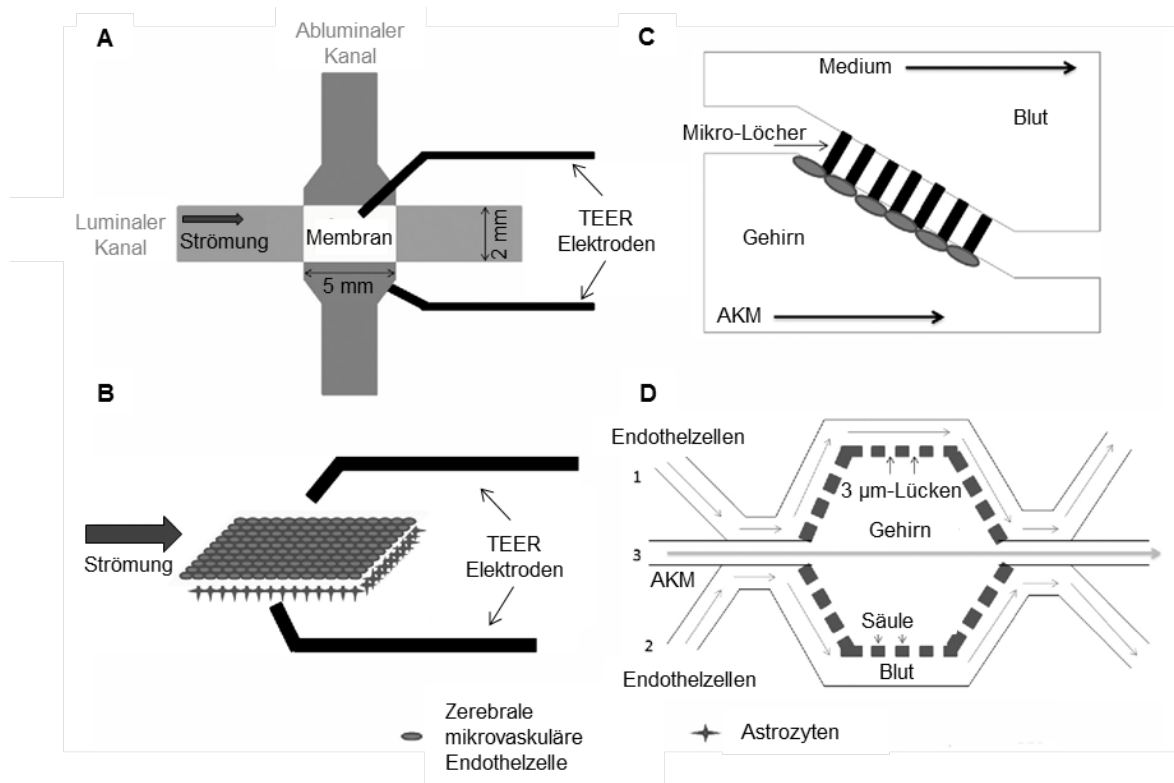 A
Abluminaler
Kanal
Luminaler
Kanal
Strömung
Membran
2 mm
5 mm
TEER
Elektroden
B
Strömung
TEER
Elektroden
Zerebrale
mikrovaskuläre
Endothelzelle
C
Medium
Blut
Mikro-Löcher
Gehirn
AKM
D
Endothelzellen
1
3 µm-Lücken
Gehirn
3
AKM
Säule
2
Blut
Endothelzellen
Astrozyten